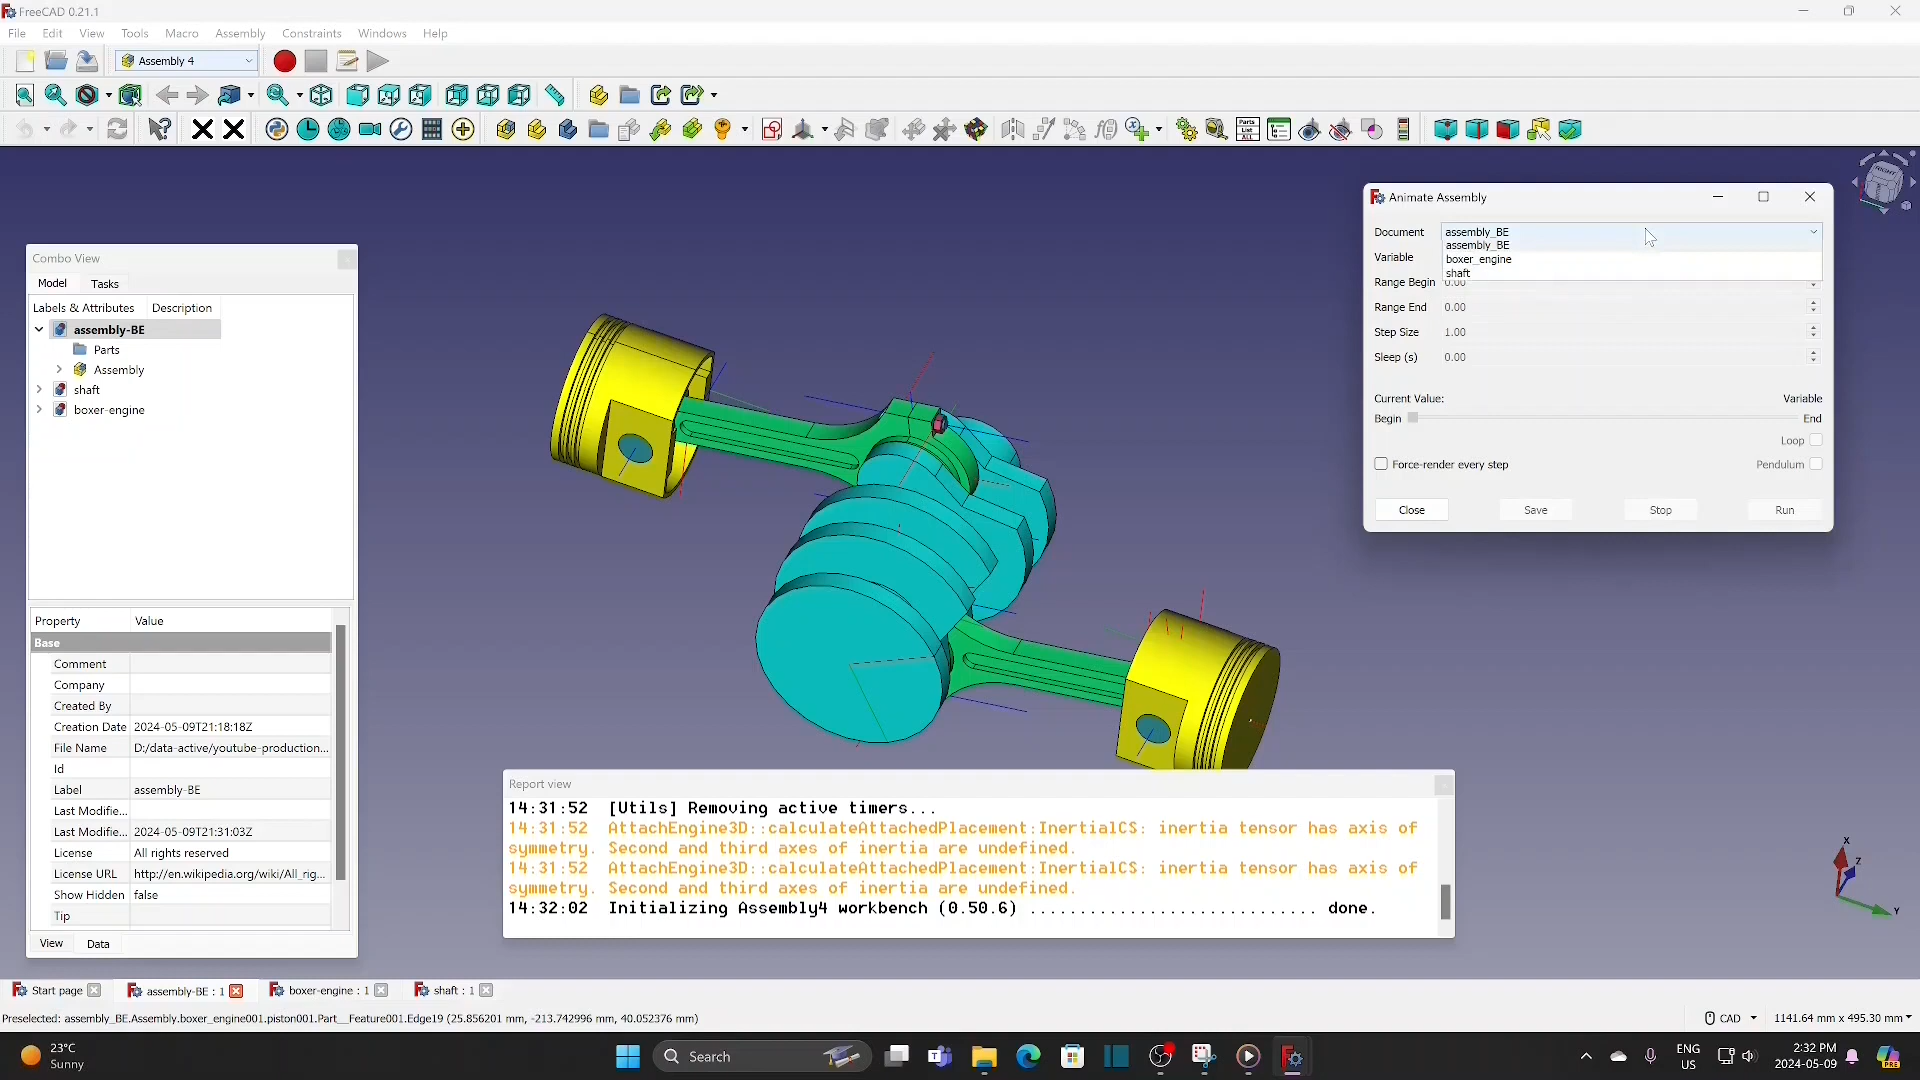 FreeCAD 0.21.1
File Edit View Tools Macro Assembly Constraints Windows Help
Assembly 4
Parts List ALL
RIGHT
Animate Assembly
Document assembly_BE
assembly_BE
Variable
boxer_engine
shaft
Range Begin 0.00
Range End 0.00
Step Size 1.00
Sleep (s) 0.00
Current Value: Variable
Begin End
Loop
Force-render every step Pendulum
Close Save Stop Run
Combo View
Model Tasks
Labels & Attributes Description
assembly-BE
Parts
Assembly
shaft
boxer-engine
Property Value
Base
Comment
Company
Created By
Creation Date 2024-05-09T21:18:18Z
File Name D:/data-active/youtube-production...
Id
Label assembly-BE
Last Modifie...
Last Modifie... 2024-05-09T21:31:03Z
License All rights reserved
License URL http://en.wikipedia.org/wiki/All_rig...
Show Hidden false
Tip
View Data
Report view
14:31:52 [Utils] Removing active timers...
14:31:52 AttachEngine3D::calculateAttachedPlacement:InertialCS: inertia tensor has axis of
symmetry. Second and third axes of inertia are undefined.
14:31:52 AttachEngine3D::calculateAttachedPlacement:InertialCS: inertia tensor has axis of
symmetry. Second and third axes of inertia are undefined.
14:32:02 Initializing Assembly4 workbench (0.50.6) ............................. done.
X
Z
Y
Start page assembly-BE : 1 boxer-engine : 1 shaft : 1
Preselected: assembly_BE.Assembly.boxer_engine001.piston001.Part__Feature001.Edge19 (25.856201 mm, -213.742996 mm, 40.052376 mm)
CAD 1141.64 mm x 495.30 mm
23°C
Sunny
Search
ENG
US
2:32 PM
2024-05-09
PRE